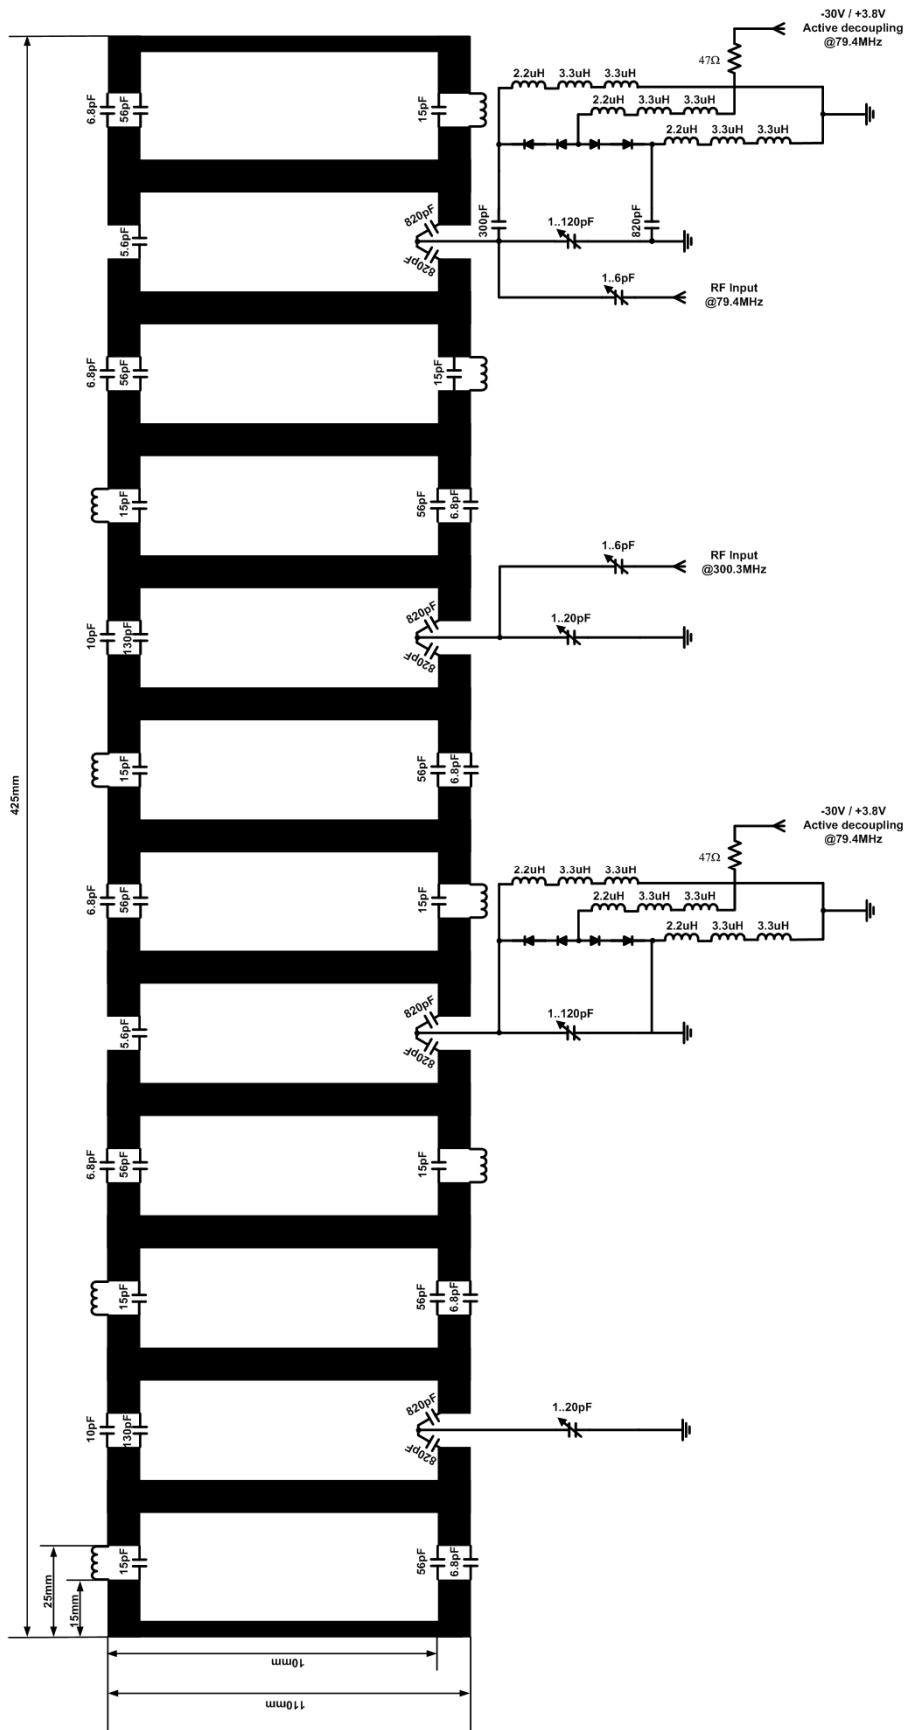 -30V / +3.8V
Active decoupling
@79.4MHz
47Ω
2.2uH 3.3uH 3.3uH
2.2uH 3.3uH 3.3uH
2.2uH 3.3uH 3.3uH
6.8pF 56pF 15pF
820pF
820pF
5.6pF
300pF
1..120pF
820pF
1..6pF
RF Input
@79.4MHz
6.8pF 56pF 15pF
15pF 56pF 6.8pF
1..6pF
RF Input
@300.3MHz
820pF
820pF
10pF 130pF
1..20pF
15pF 56pF 6.8pF
425mm
-30V / +3.8V
Active decoupling
@79.4MHz
47Ω
2.2uH 3.3uH 3.3uH
2.2uH 3.3uH 3.3uH
2.2uH 3.3uH 3.3uH
6.8pF 56pF 15pF
820pF
820pF
5.6pF
1..120pF
6.8pF 56pF 15pF
15pF 56pF 6.8pF
820pF
820pF
10pF 130pF
1..20pF
15pF 56pF 6.8pF
25mm
15mm
10mm
110mm